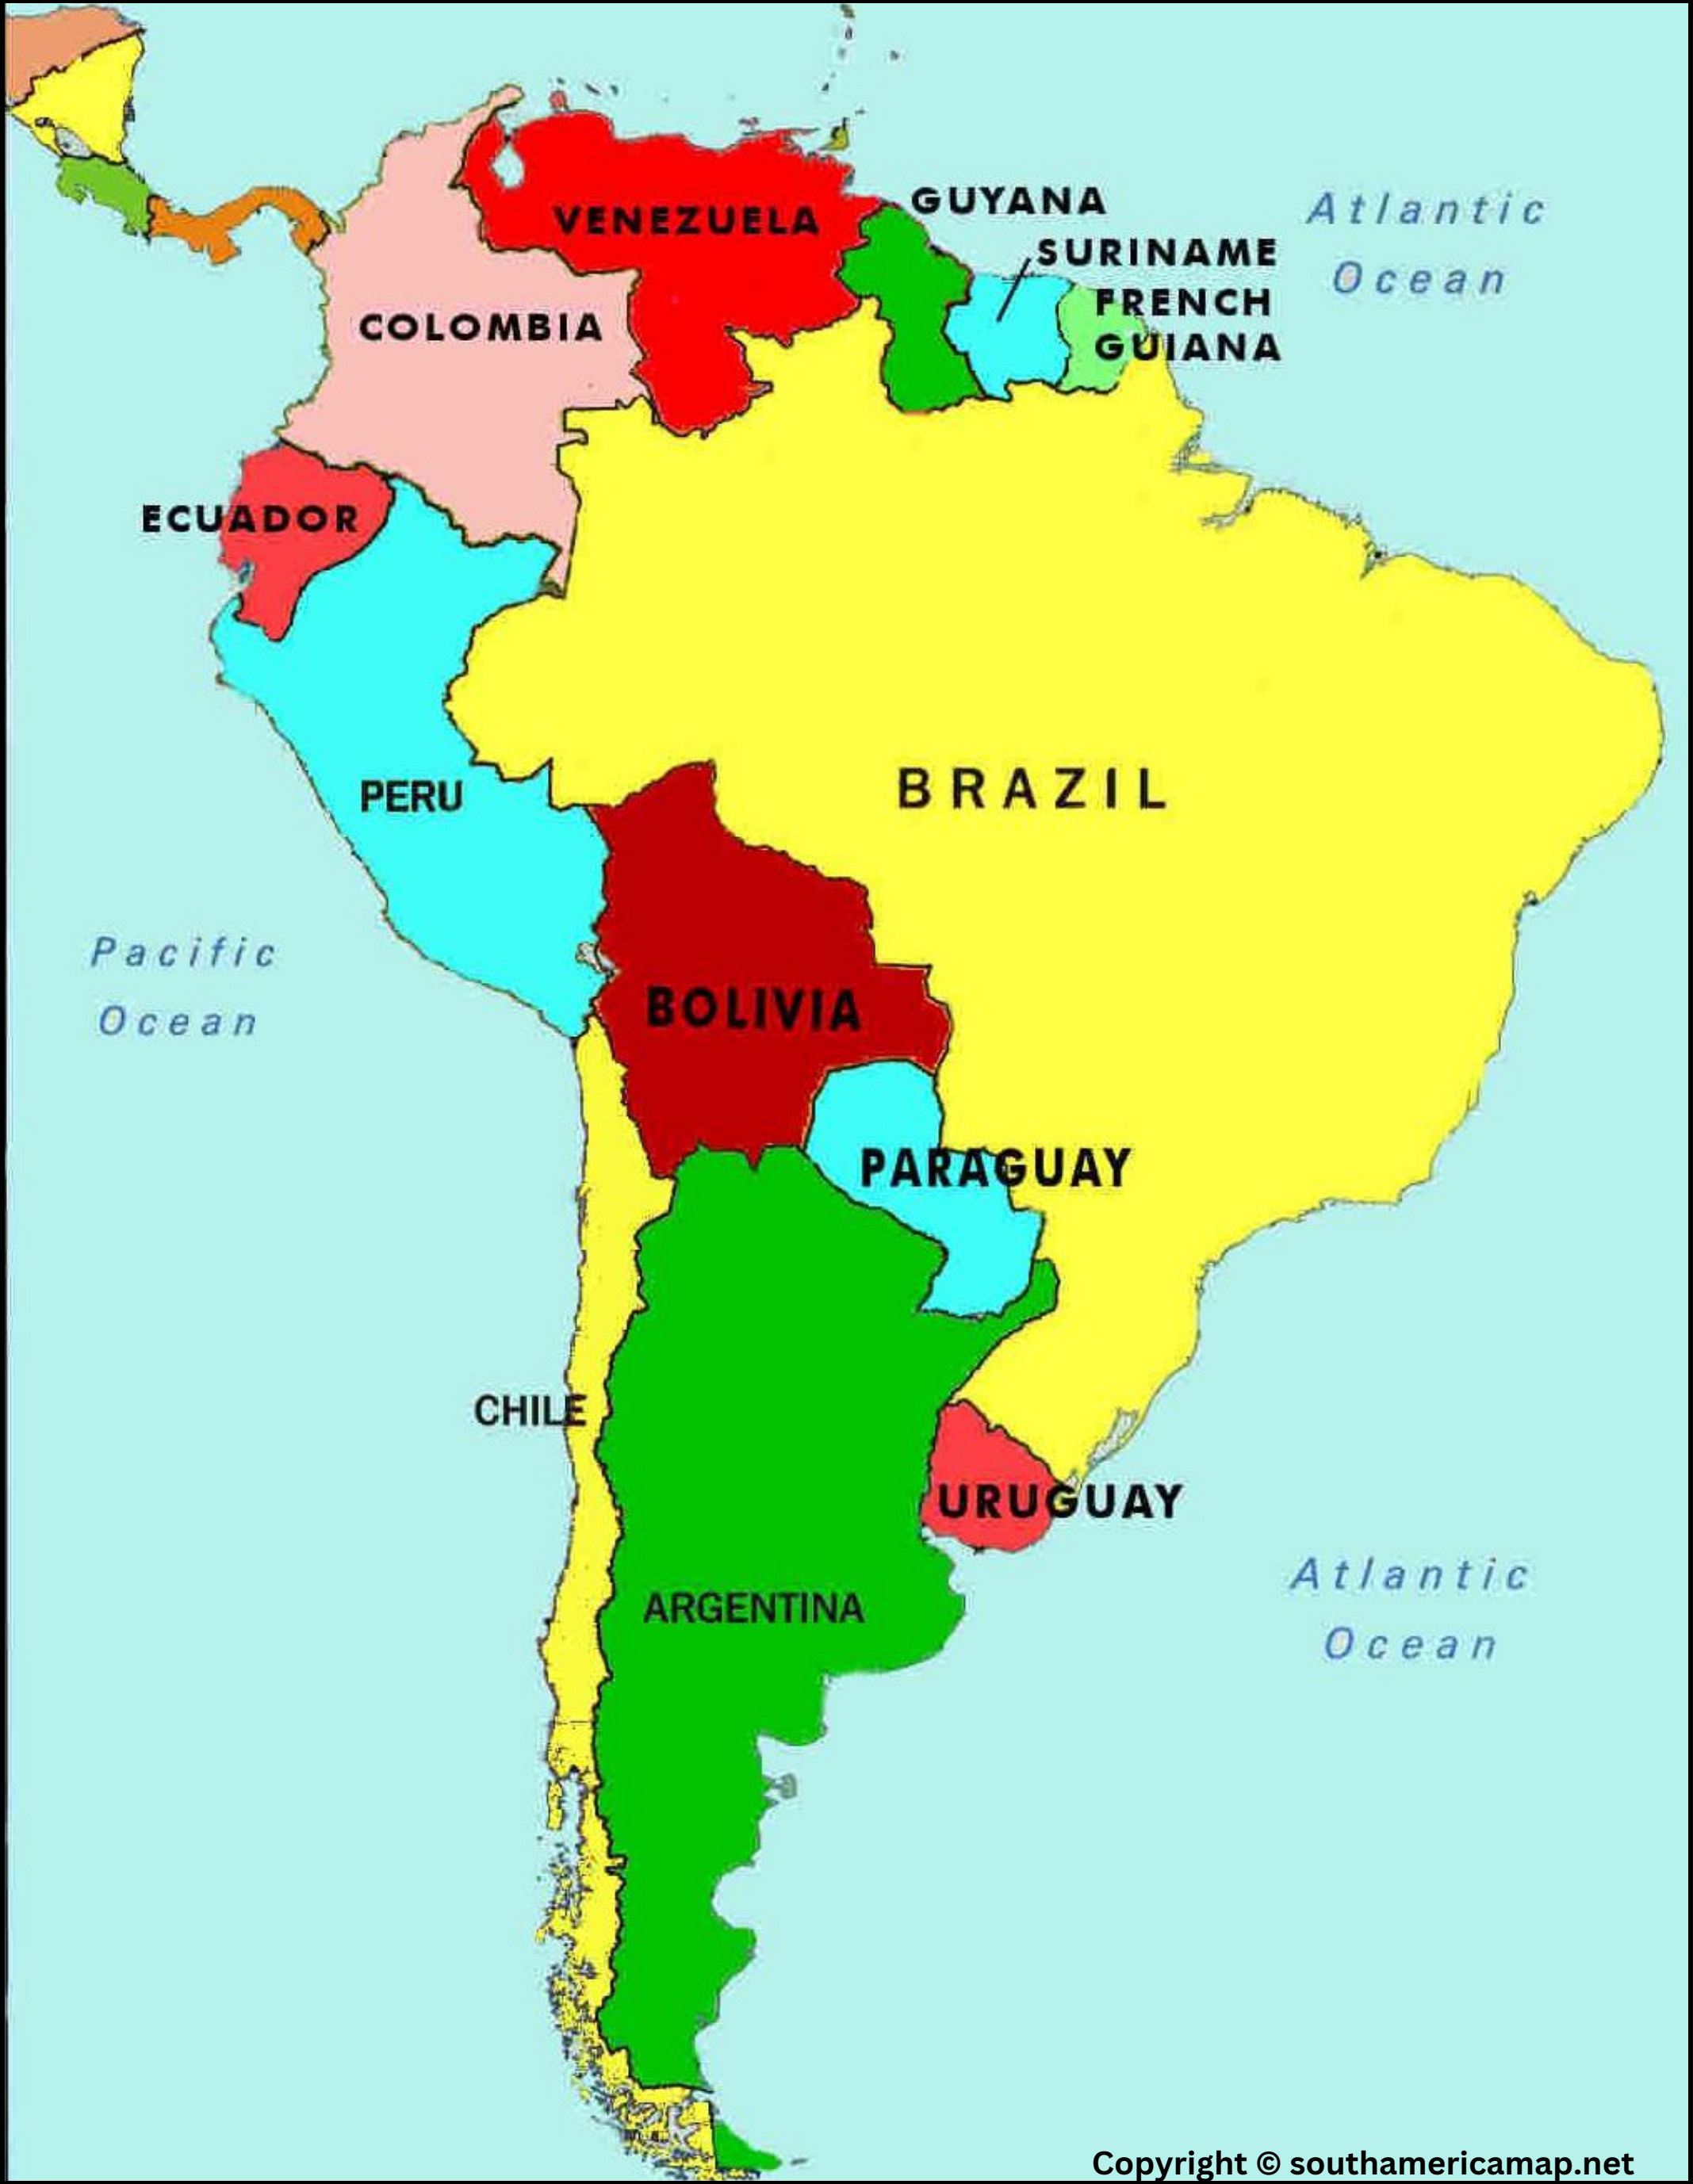 GUYANA
Atlantic
Ocean
VENEZUELA
SURINAME
FRENCH
GUIANA
COLOMBIA
ECUADOR
BRAZIL
PERU
Pacific
Ocean
BOLIVIA
PARAGUAY
CHILE
URUGUAY
Atlantic
Ocean
ARGENTINA
Copyright © southamericamap.net